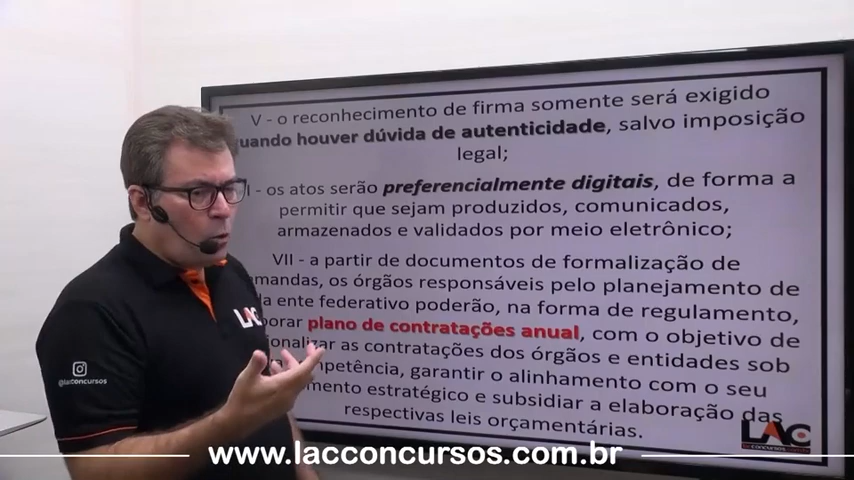 V - o reconhecimento de firma somente será exigido
quando houver dúvida de autenticidade, salvo imposição
legal;
- os atos serão preferencialmente digitais, de forma a
permitir que sejam produzidos, comunicados,
armazenados e validados por meio eletrônico;
VII - a partir de documentos de formalização de
mandas, os órgãos responsáveis pelo planejamento de
da ente federativo poderão, na forma de regulamento,
borar plano de contratações anual, com o objetivo de
ionalizar as contratações dos órgãos e entidades sob
mpetência, garantir o alinhamento com o seu
mento estratégico e subsidiar a elaboração das
respectivas leis orçamentárias.
LAC
@lacconcursos
LAC
www.lacconcursos.com.br